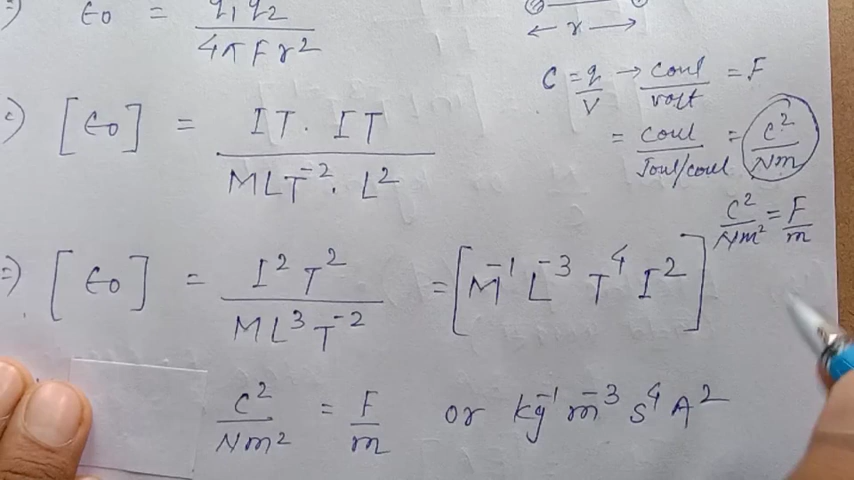 ⇒) ε₀ = q₁q₂ / 4πFr²
← r →
C = q/V → coul/volt = F
= coul / Joul/coul = C²/Nm
⇒) [ε₀] = IT. IT / MLT⁻². L²
C²/Nm² = F/m
⇒) [ε₀] = I²T² / ML³T⁻² = [M⁻¹ L⁻³ T⁴ I²]
C²/Nm² = F/m or kg⁻¹ m⁻³ s⁴ A²